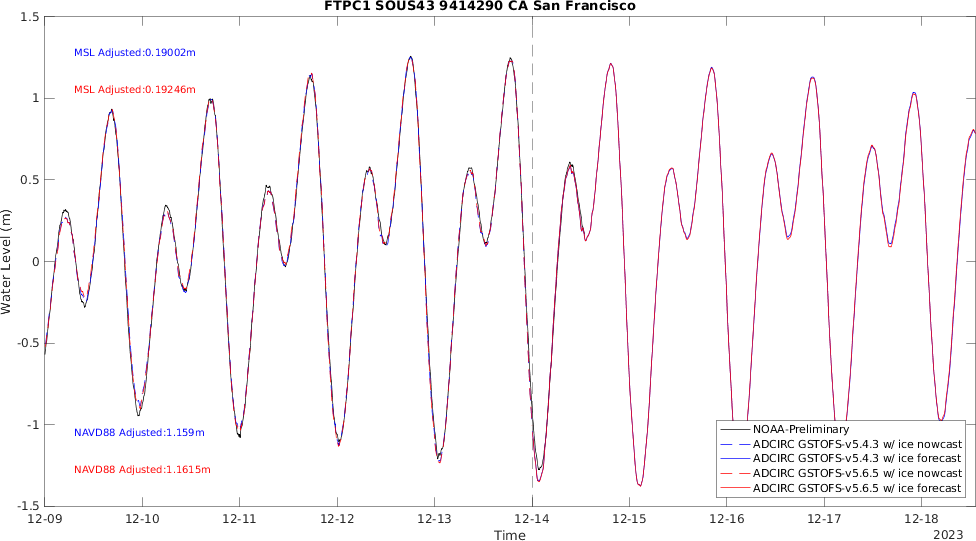 FTPC1 SOUS43 9414290 CA San Francisco
1.5
MSL Adjusted:0.19002m
MSL Adjusted:0.19246m
1
0.5
0
Water Level (m)
-0.5
-1
NAVD88 Adjusted:1.159m
NAVD88 Adjusted:1.1615m
-1.5
NOAA-Preliminary
ADCIRC GSTOFS-v5.4.3 w/ ice nowcast
ADCIRC GSTOFS-v5.4.3 w/ ice forecast
ADCIRC GSTOFS-v5.6.5 w/ ice nowcast
ADCIRC GSTOFS-v5.6.5 w/ ice forecast
12-09 12-10 12-11 12-12 12-13 12-14 12-15 12-16 12-17 12-18
Time
2023